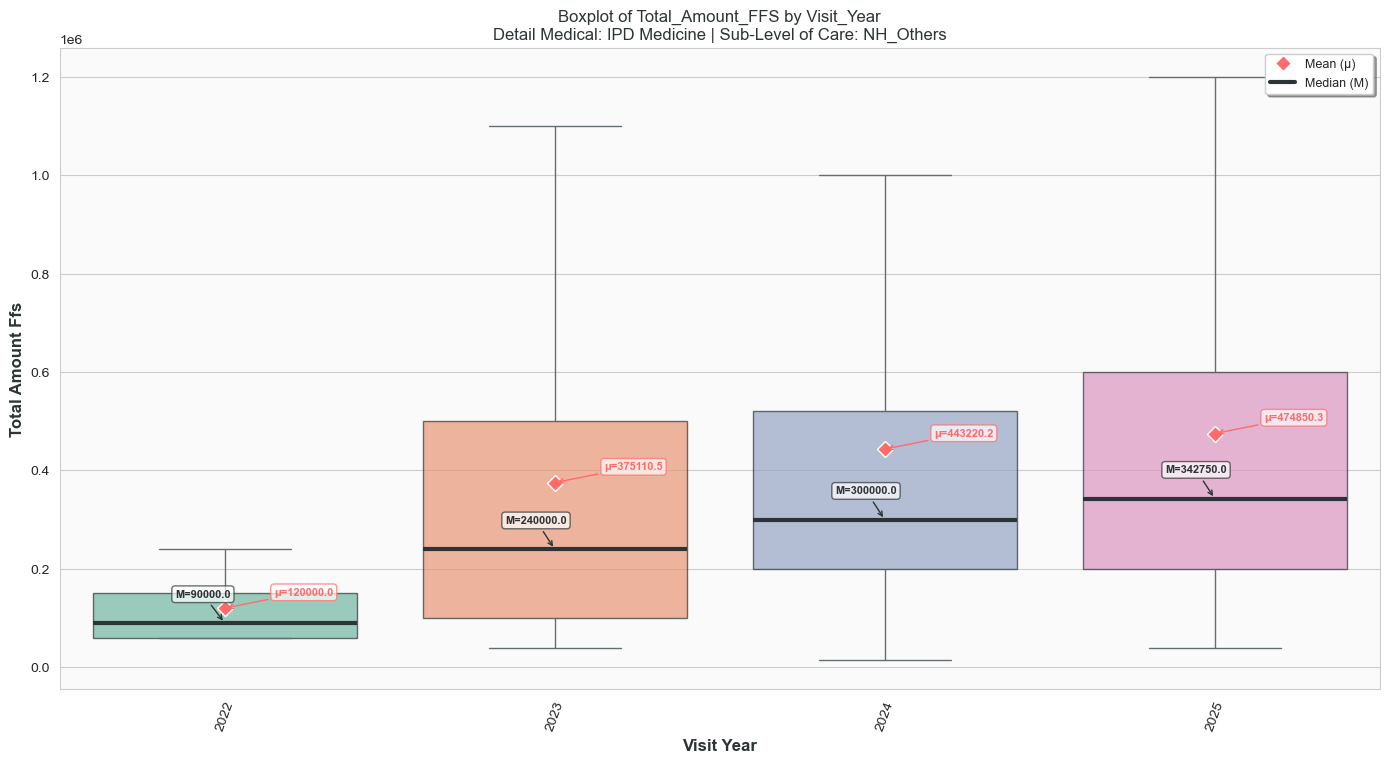 Boxplot of Total_Amount_FFS by Visit_Year
Detail Medical: IPD Medicine | Sub-Level of Care: NH_Others
1e6
Mean (μ)
Median (M)
1.2
1.0
0.8
0.6
0.4
0.2
0.0
Total Amount Ffs
M=90000.0
μ=120000.0
M=240000.0
μ=375110.5
M=300000.0
μ=443220.2
M=342750.0
μ=474850.3
2022
2023
2024
2025
Visit Year